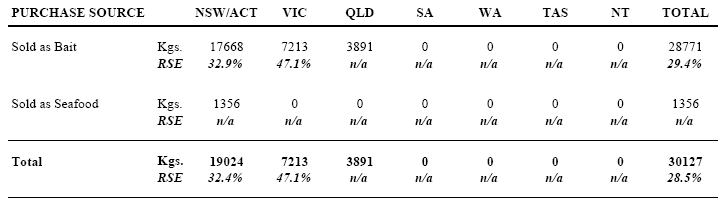 PURCHASE SOURCE NSW/ACT VIC QLD SA WA TAS NT TOTAL
Sold as Bait Kgs. 17668 7213 3891 0 0 0 0 28771
RSE 32.9% 47.1% n/a n/a n/a n/a n/a 29.4%
Sold as Seafood Kgs. 1356 0 0 0 0 0 0 1356
RSE n/a n/a n/a n/a n/a n/a n/a n/a
Total Kgs. 19024 7213 3891 0 0 0 0 30127
RSE 32.4% 47.1% n/a n/a n/a n/a n/a 28.5%